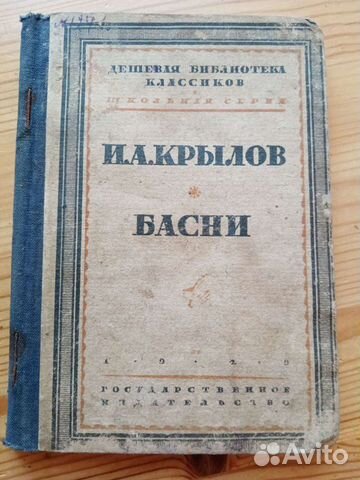 ДЕШЕВАЯ БИБЛИОТЕКА
КЛАССИКОВ
ШКОЛЬНАЯ СЕРИЯ
И.А.КРЫЛОВ
БАСНИ
1·9·2·9
ГОСУДАРСТВЕННОЕ
ИЗДАТЕЛЬСТВО
Avito